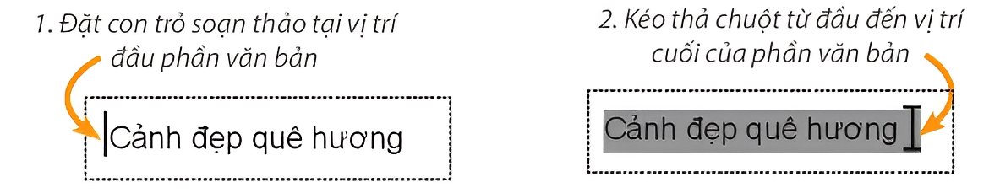 1. Đặt con trỏ soạn thảo tại vị trí
đầu phần văn bản
Cảnh đẹp quê hương
2. Kéo thả chuột từ đầu đến vị trí
cuối của phần văn bản
Cảnh đẹp quê hương